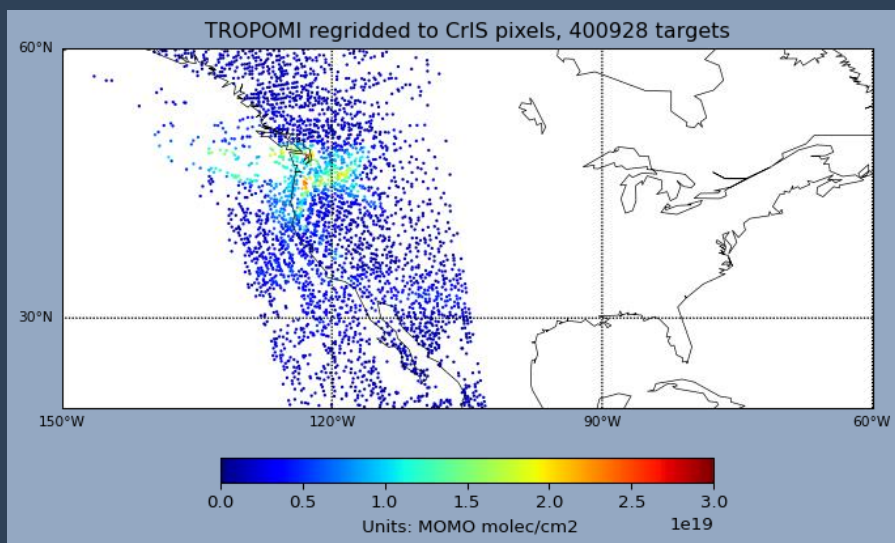 TROPOMI regridded to CrIS pixels, 400928 targets
60°N
30°N
150°W 120°W 90°W 60°W
0.0 0.5 1.0 1.5 2.0 2.5 3.0
Units: MOMO molec/cm2 1e19